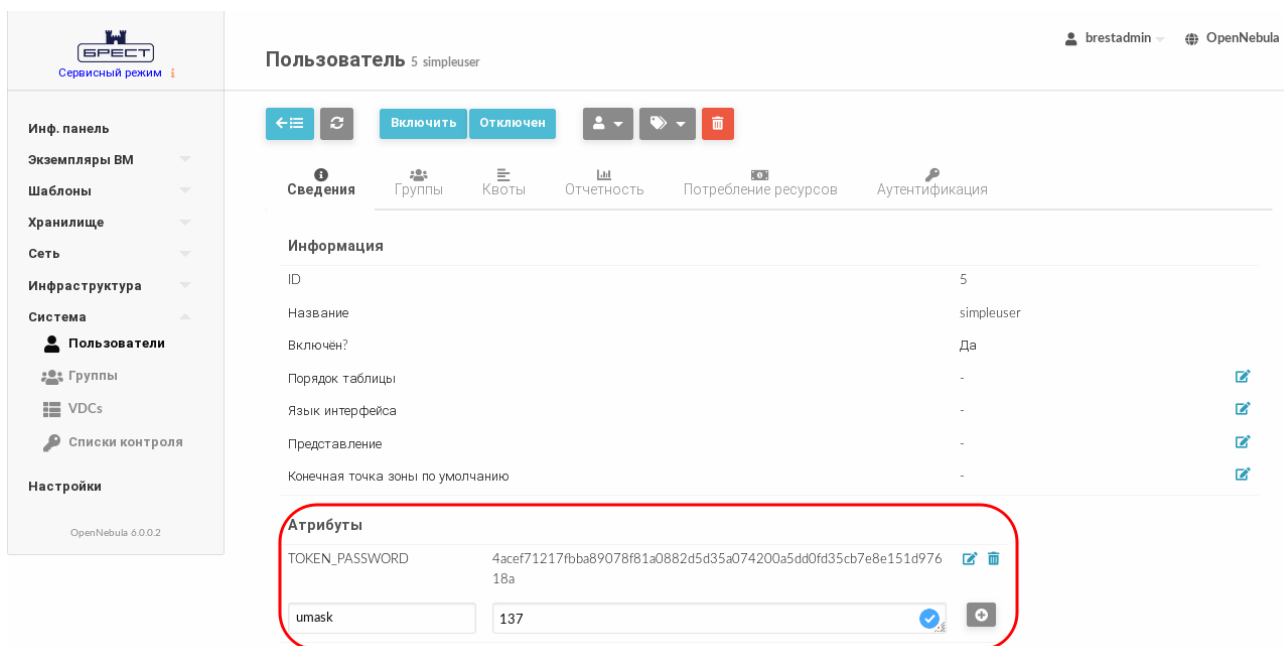 БРЕСТ
Сервисный режим i
Инф. панель
Экземпляры ВМ
Шаблоны
Хранилище
Сеть
Инфраструктура
Система
Пользователи
Группы
VDCs
Списки контроля
Настройки
OpenNebula 6.0.0.2
Пользователь 5 simpleuser
brestadmin OpenNebula
Включить Отключен
Сведения Группы Квоты Отчетность Потребление ресурсов Аутентификация
Информация
ID 5
Название simpleuser
Включён? Да
Порядок таблицы -
Язык интерфейса -
Представление -
Конечная точка зоны по умолчанию -
Атрибуты
TOKEN_PASSWORD 4acef71217fbba89078f81a0882d5d35a074200a5dd0fd35cb7e8e151d976
18a
umask 137